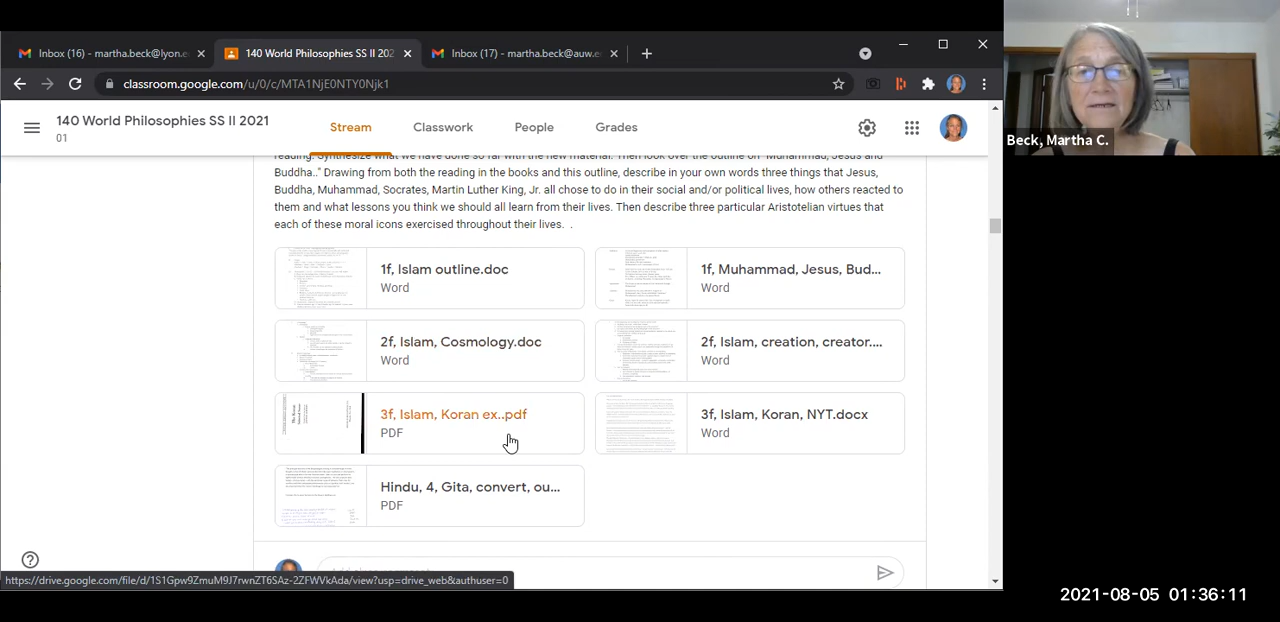 Inbox (16) - martha.beck@lyon.e
140 World Philosophies SS II 202
Inbox (17) - martha.beck@auw.e
classroom.google.com/u/0/c/MTA1NjE0NTY0Njk1
140 World Philosophies SS II 2021
01
Stream
Classwork
People
Grades
Beck, Martha C.
reading. Synthesize what we have done so far with the new material. Then look over the outline on "Muhammad, Jesus and
Buddha.." Drawing from both the reading in the books and this outline, describe in your own words three things that Jesus,
Buddha, Muhammad, Socrates, Martin Luther King, Jr. all chose to do in their social and/or political lives, how others reacted to
them and what lessons you think we should all learn from their lives. Then describe three particular Aristotelian virtues that
each of these moral icons exercised throughout their lives. .
1f, Islam outline.doc
Word
1f, Muhammad, Jesus, Bud...
Word
2f, Islam, Cosmology.doc
Word
2f, Islam, creation, creator....
Word
3f, Islam, Koran ex..pdf
PDF
3f, Islam, Koran, NYT.docx
Word
Hindu, 4, Gita, convert, ou...
PDF
https://drive.google.com/file/d/1S1Gpw9ZmuM9J7rwnZT6SAz-2ZFWVkAda/view?usp=drive_web&authuser=0
2021-08-05 01:36:11